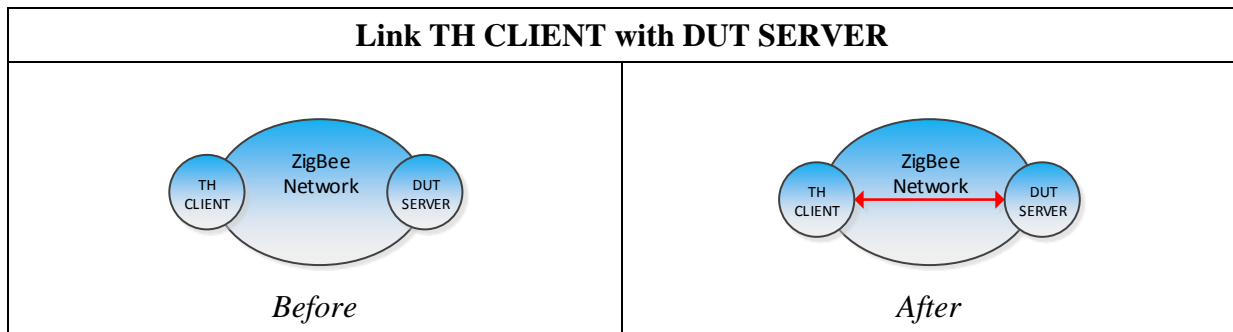 Link TH CLIENT with DUT SERVER
ZigBee
Network
TH
CLIENT
DUT
SERVER
Before
ZigBee
Network
TH
CLIENT
DUT
SERVER
After